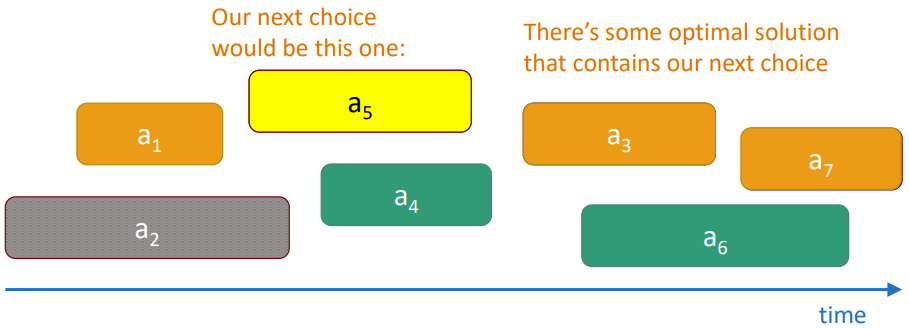 Our next choice
would be this one:
There's some optimal solution
that contains our next choice
a5
a1
a3
a7
a4
a2
a6
time